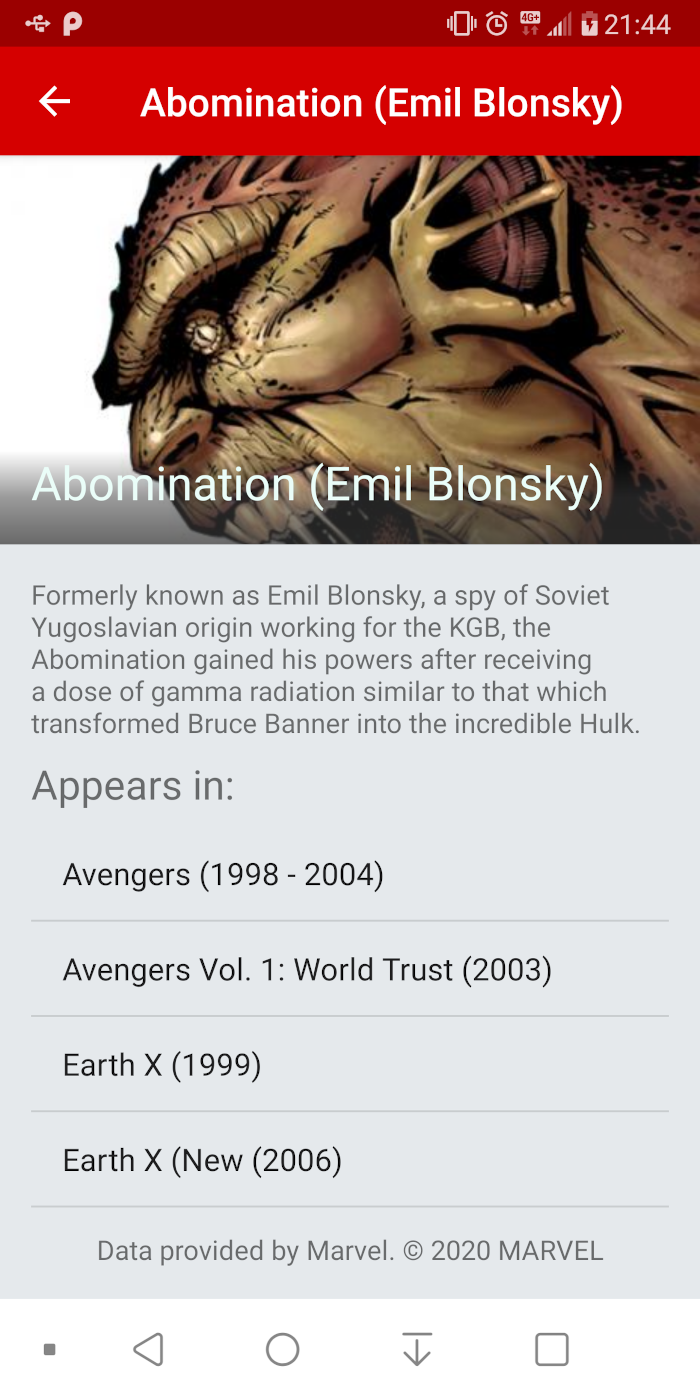 4G+
21:44
Abomination (Emil Blonsky)
Abomination (Emil Blonsky)
Formerly known as Emil Blonsky, a spy of Soviet
Yugoslavian origin working for the KGB, the
Abomination gained his powers after receiving
a dose of gamma radiation similar to that which
transformed Bruce Banner into the incredible Hulk.
Appears in:
Avengers (1998 - 2004)
Avengers Vol. 1: World Trust (2003)
Earth X (1999)
Earth X (New (2006)
Data provided by Marvel. © 2020 MARVEL